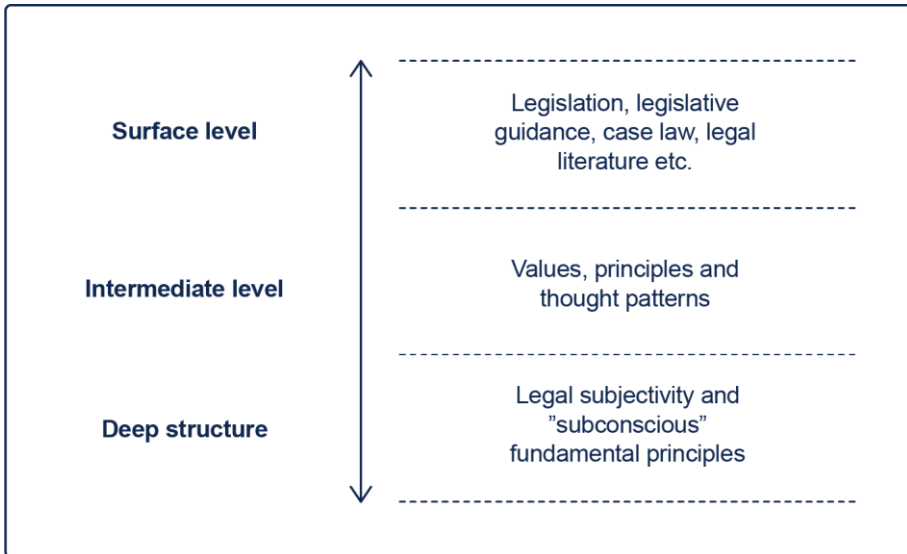 Surface level
Legislation, legislative
guidance, case law, legal
literature etc.
Intermediate level
Values, principles and
thought patterns
Deep structure
Legal subjectivity and
”subconscious”
fundamental principles